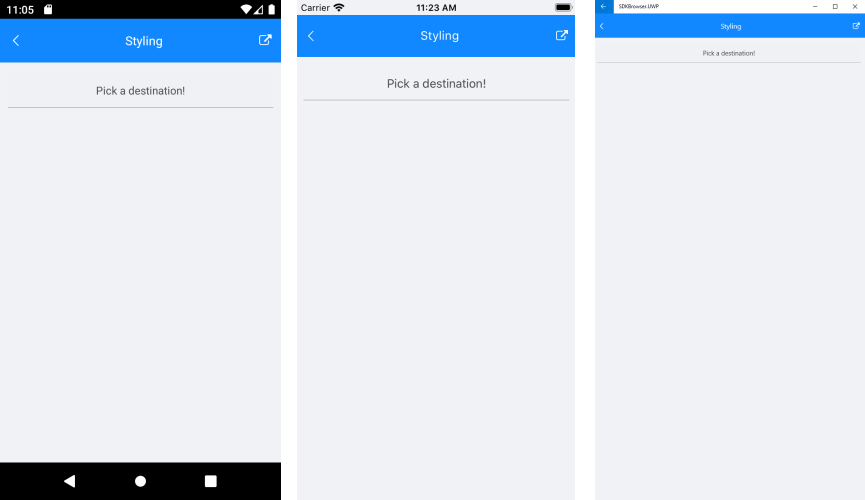 11:05
Styling
Pick a destination!
Carrier 11:23 AM
Styling
Pick a destination!
SDKBrowser.UWP
Styling
Pick a destination!